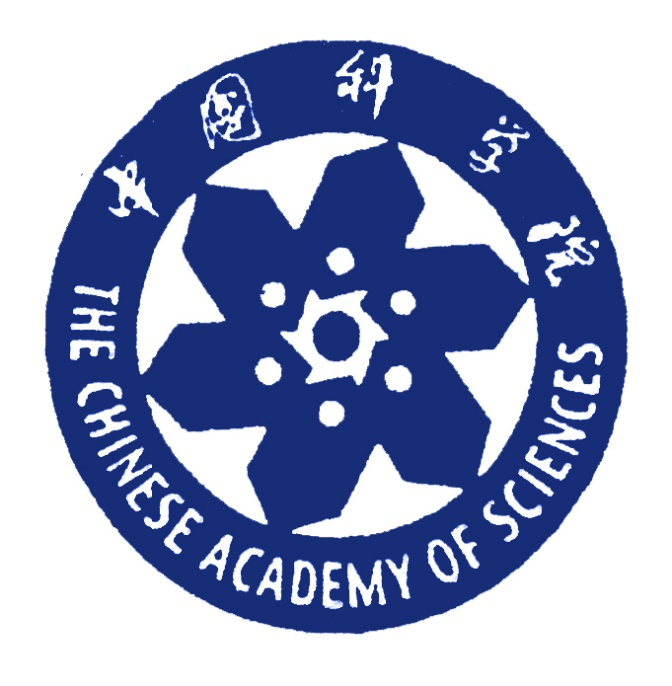 中国科学院
THE CHINESE ACADEMY OF SCIENCES